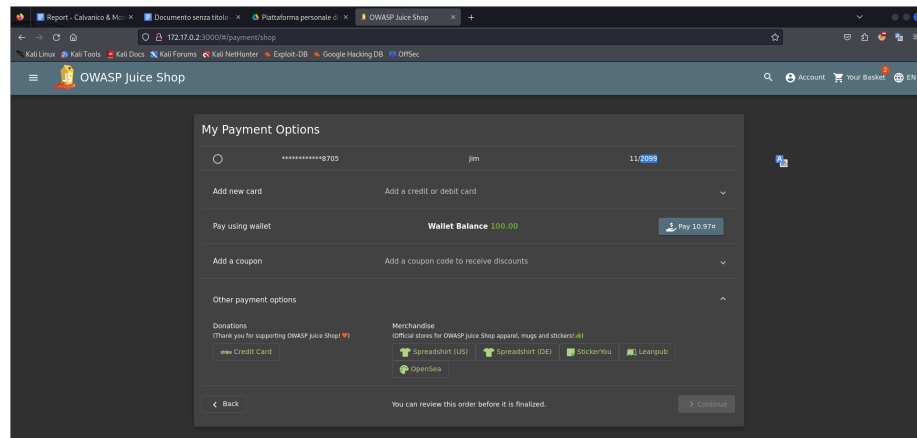 Report - Calvanico & Mon
Documento senza titolo -
Piattaforma personale di
OWASP Juice Shop
172.17.0.2:3000/#/payment/shop
Kali Linux Kali Tools Kali Docs Kali Forums Kali NetHunter Exploit-DB Google Hacking DB OffSec
OWASP Juice Shop
Account Your Basket 2 EN
My Payment Options
************8705 Jim 11/2099
Add new card Add a credit or debit card
Pay using wallet Wallet Balance 100.00 Pay 10.97¤
Add a coupon Add a coupon code to receive discounts
Other payment options
Donations Merchandise
(Thank you for supporting OWASP Juice Shop! ❤️) (Official stores for OWASP Juice Shop apparel, mugs and stickers! 👍)
Credit Card Spreadshirt (US) Spreadshirt (DE) StickerYou Leanpub
OpenSea
Back You can review this order before it is finalized. Continue